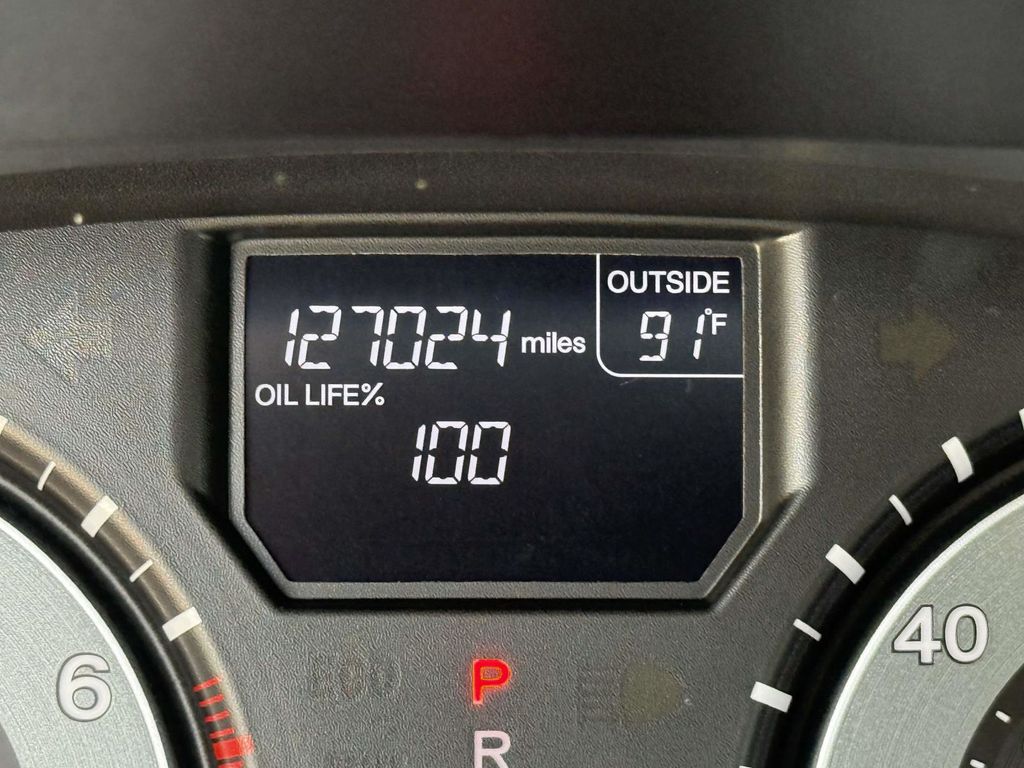 OUTSIDE
127024 miles 91°F
OIL LIFE%
100
6
40
P
R